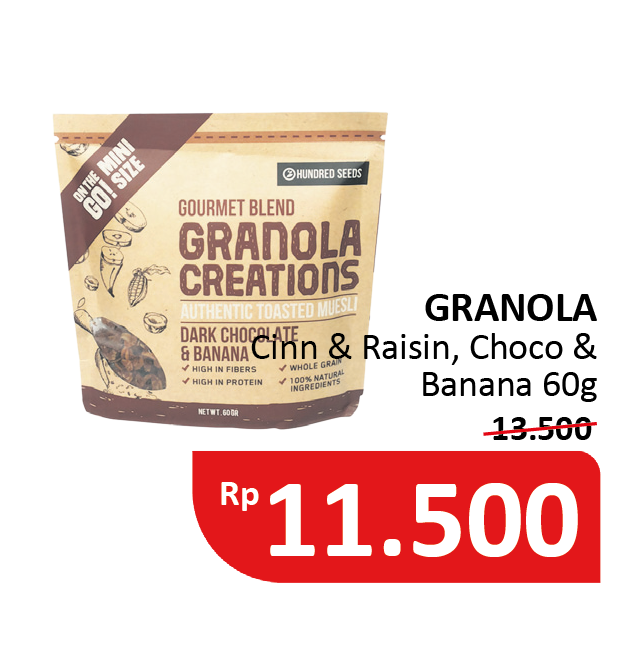 ON THE MINI
GO! SIZE
HUNDRED SEEDS
GOURMET BLEND
GRANOLA
CREATIONS
AUTHENTIC TOASTED MUESLI
DARK CHOCOLATE
& BANANA
✓ HIGH IN FIBERS
✓ WHOLE GRAIN
✓ HIGH IN PROTEIN
✓ 100% NATURAL
INGREDIENTS
NET WT. 60 GR
GRANOLA
Cinn & Raisin, Choco &
Banana 60g
13.500
Rp 11.500